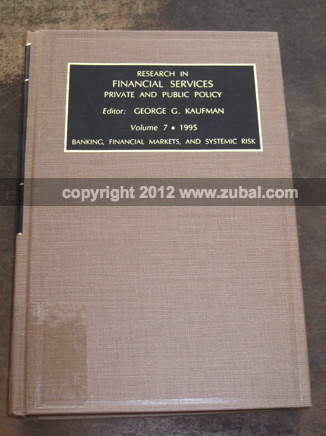 RESEARCH IN
FINANCIAL SERVICES
PRIVATE AND PUBLIC POLICY
Editor: GEORGE G. KAUFMAN
Volume 7 • 1995
BANKING, FINANCIAL MARKETS, AND SYSTEMIC RISK
copyright 2012 www.zubal.com